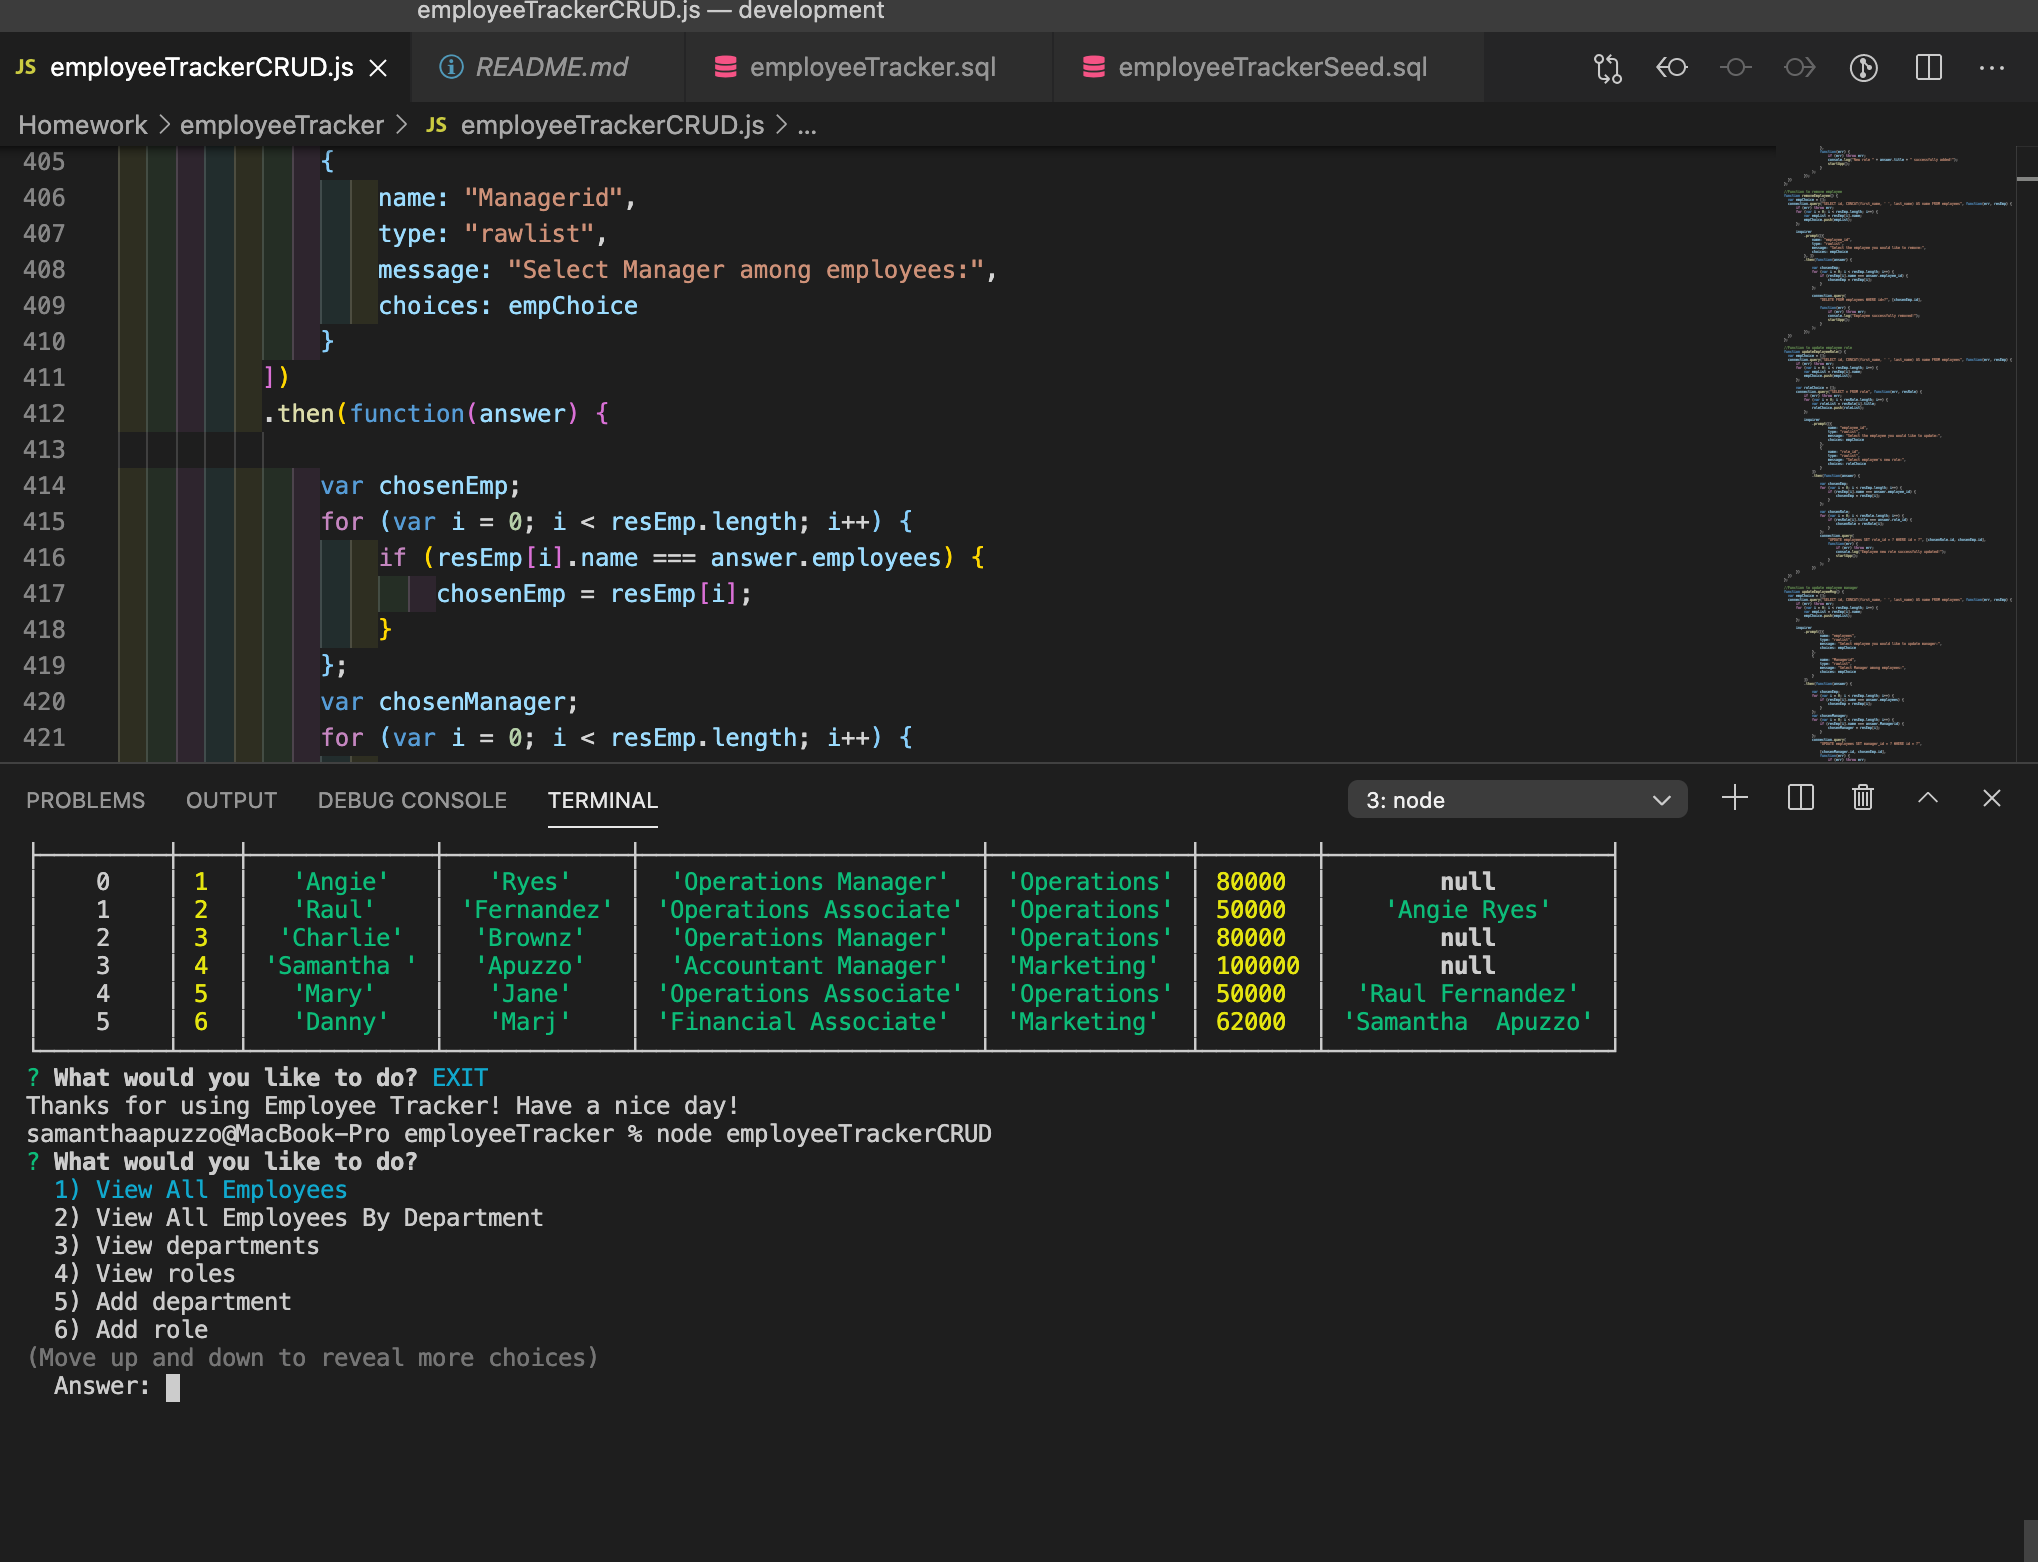 employeeTrackerCRUD.js — development
JS employeeTrackerCRUD.js README.md employeeTracker.sql employeeTrackerSeed.sql
Homework > employeeTracker > JS employeeTrackerCRUD.js > ...
405 {
406 name: "Managerid",
407 type: "rawlist",
408 message: "Select Manager among employees:",
409 choices: empChoice
410 }
411 ])
412 .then(function(answer) {
413
414 var chosenEmp;
415 for (var i = 0; i < resEmp.length; i++) {
416 if (resEmp[i].name === answer.employees) {
417 chosenEmp = resEmp[i];
418 }
419 };
420 var chosenManager;
421 for (var i = 0; i < resEmp.length; i++) {
PROBLEMS OUTPUT DEBUG CONSOLE TERMINAL 3: node
0 1 'Angie' 'Ryes' 'Operations Manager' 'Operations' 80000 null
1 2 'Raul' 'Fernandez' 'Operations Associate' 'Operations' 50000 'Angie Ryes'
2 3 'Charlie' 'Brownz' 'Operations Manager' 'Operations' 80000 null
3 4 'Samantha ' 'Apuzzo' 'Accountant Manager' 'Marketing' 100000 null
4 5 'Mary' 'Jane' 'Operations Associate' 'Operations' 50000 'Raul Fernandez'
5 6 'Danny' 'Marj' 'Financial Associate' 'Marketing' 62000 'Samantha  Apuzzo'
? What would you like to do? EXIT
Thanks for using Employee Tracker! Have a nice day!
samanthaapuzzo@MacBook-Pro employeeTracker % node employeeTrackerCRUD
? What would you like to do?
1) View All Employees
2) View All Employees By Department
3) View departments
4) View roles
5) Add department
6) Add role
(Move up and down to reveal more choices)
Answer: